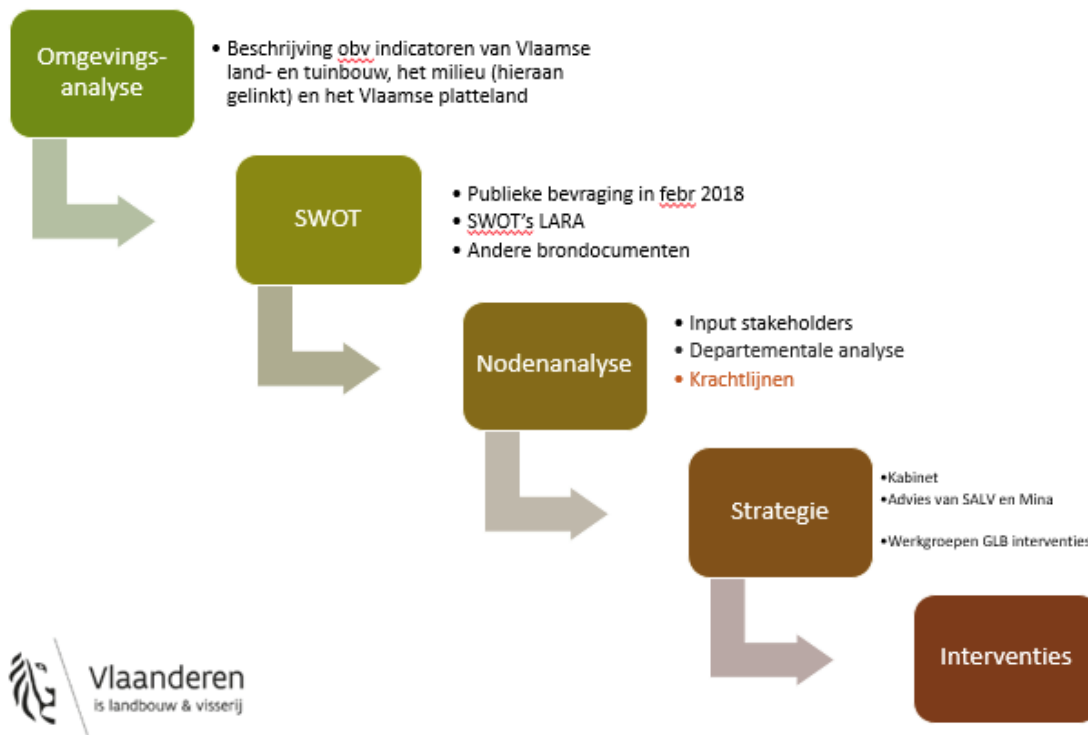 Omgevings-
analyse
• Beschrijving obv indicatoren van Vlaamse
land- en tuinbouw, het milieu (hieraan
gelinkt) en het Vlaamse platteland
SWOT
• Publieke bevraging in febr 2018
• SWOT's LARA
• Andere brondocumenten
Nodenanalyse
• Input stakeholders
• Departementale analyse
• Krachtlijnen
Strategie
•Kabinet
•Advies van SALV en Mina
•Werkgroepen GLB interventies
Interventies
Vlaanderen
is landbouw & visserij